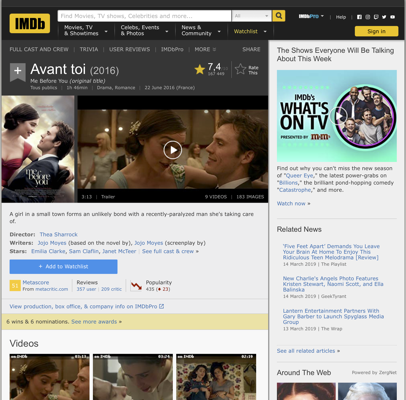 IMDb
Find Movies, TV shows, Celebrities and more...
All
IMDbPro
Help
Movies, TV
& Showtimes
Celebs, Events
& Photos
News &
Community
Watchlist
Sign in
FULL CAST AND CREW | TRIVIA | USER REVIEWS | IMDbPro | MORE
SHARE
Avant toi (2016)
Me Before You (original title)
Tous publics | 1h 46min | Drama, Romance | 22 June 2016 (France)
7,4
Rate
This
me before you
3:13 | Trailer
9 VIDEOS | 183 IMAGES
A girl in a small town forms an unlikely bond with a recently-paralyzed man she's taking care
of.
Director: Thea Sharrock
Writers: Jojo Moyes (based on the novel by), Jojo Moyes (screenplay by)
Stars: Emilia Clarke, Sam Claflin, Janet McTeer | See full cast & crew »
+ Add to Watchlist
51
Metascore
From metacritic.com
Reviews
357 user | 209 critic
Popularity
435
View production, box office, & company info on IMDbPro
6 wins & 6 nominations. See more awards »
Videos
The Shows Everyone Will Be Talking
About This Week
IMDb's
WHAT'S
ON TV
PRESENTED BY
Find out why you can't miss the new season
of "Queer Eye," the latest power-grabs on
"Billions," the brilliant pond-hopping comedy
"Catastrophe," and more.
Watch now »
Related News
'Five Feet Apart' Demands You Leave
Your Brain At Home To Enjoy This
Ridiculous Teen Melodrama [Review]
14 March 2019 | The Playlist
New Charlie's Angels Photos Features
Kristen Stewart, Naomi Scott, and Ella
Balinska
14 March 2019 | GeekTyrant
Lantern Entertainment Partners With
Gary Barber to Launch Spyglass Media
Group
13 March 2019 | The Wrap
See all related articles »
Around The Web
Powered by ZergNet